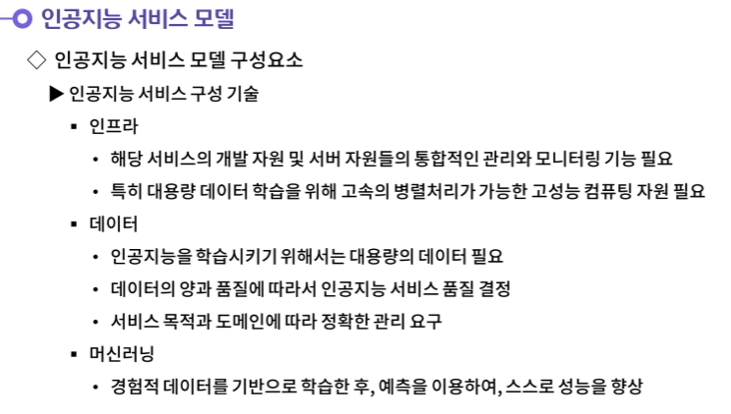 인공지능 서비스 모델
◇ 인공지능 서비스 모델 구성요소
▶ 인공지능 서비스 구성 기술
▪ 인프라
• 해당 서비스의 개발 자원 및 서버 자원들의 통합적인 관리와 모니터링 기능 필요
• 특히 대용량 데이터 학습을 위해 고속의 병렬처리가 가능한 고성능 컴퓨팅 자원 필요
▪ 데이터
• 인공지능을 학습시키기 위해서는 대용량의 데이터 필요
• 데이터의 양과 품질에 따라서 인공지능 서비스 품질 결정
• 서비스 목적과 도메인에 따라 정확한 관리 요구
▪ 머신러닝
• 경험적 데이터를 기반으로 학습한 후, 예측을 이용하여, 스스로 성능을 향상